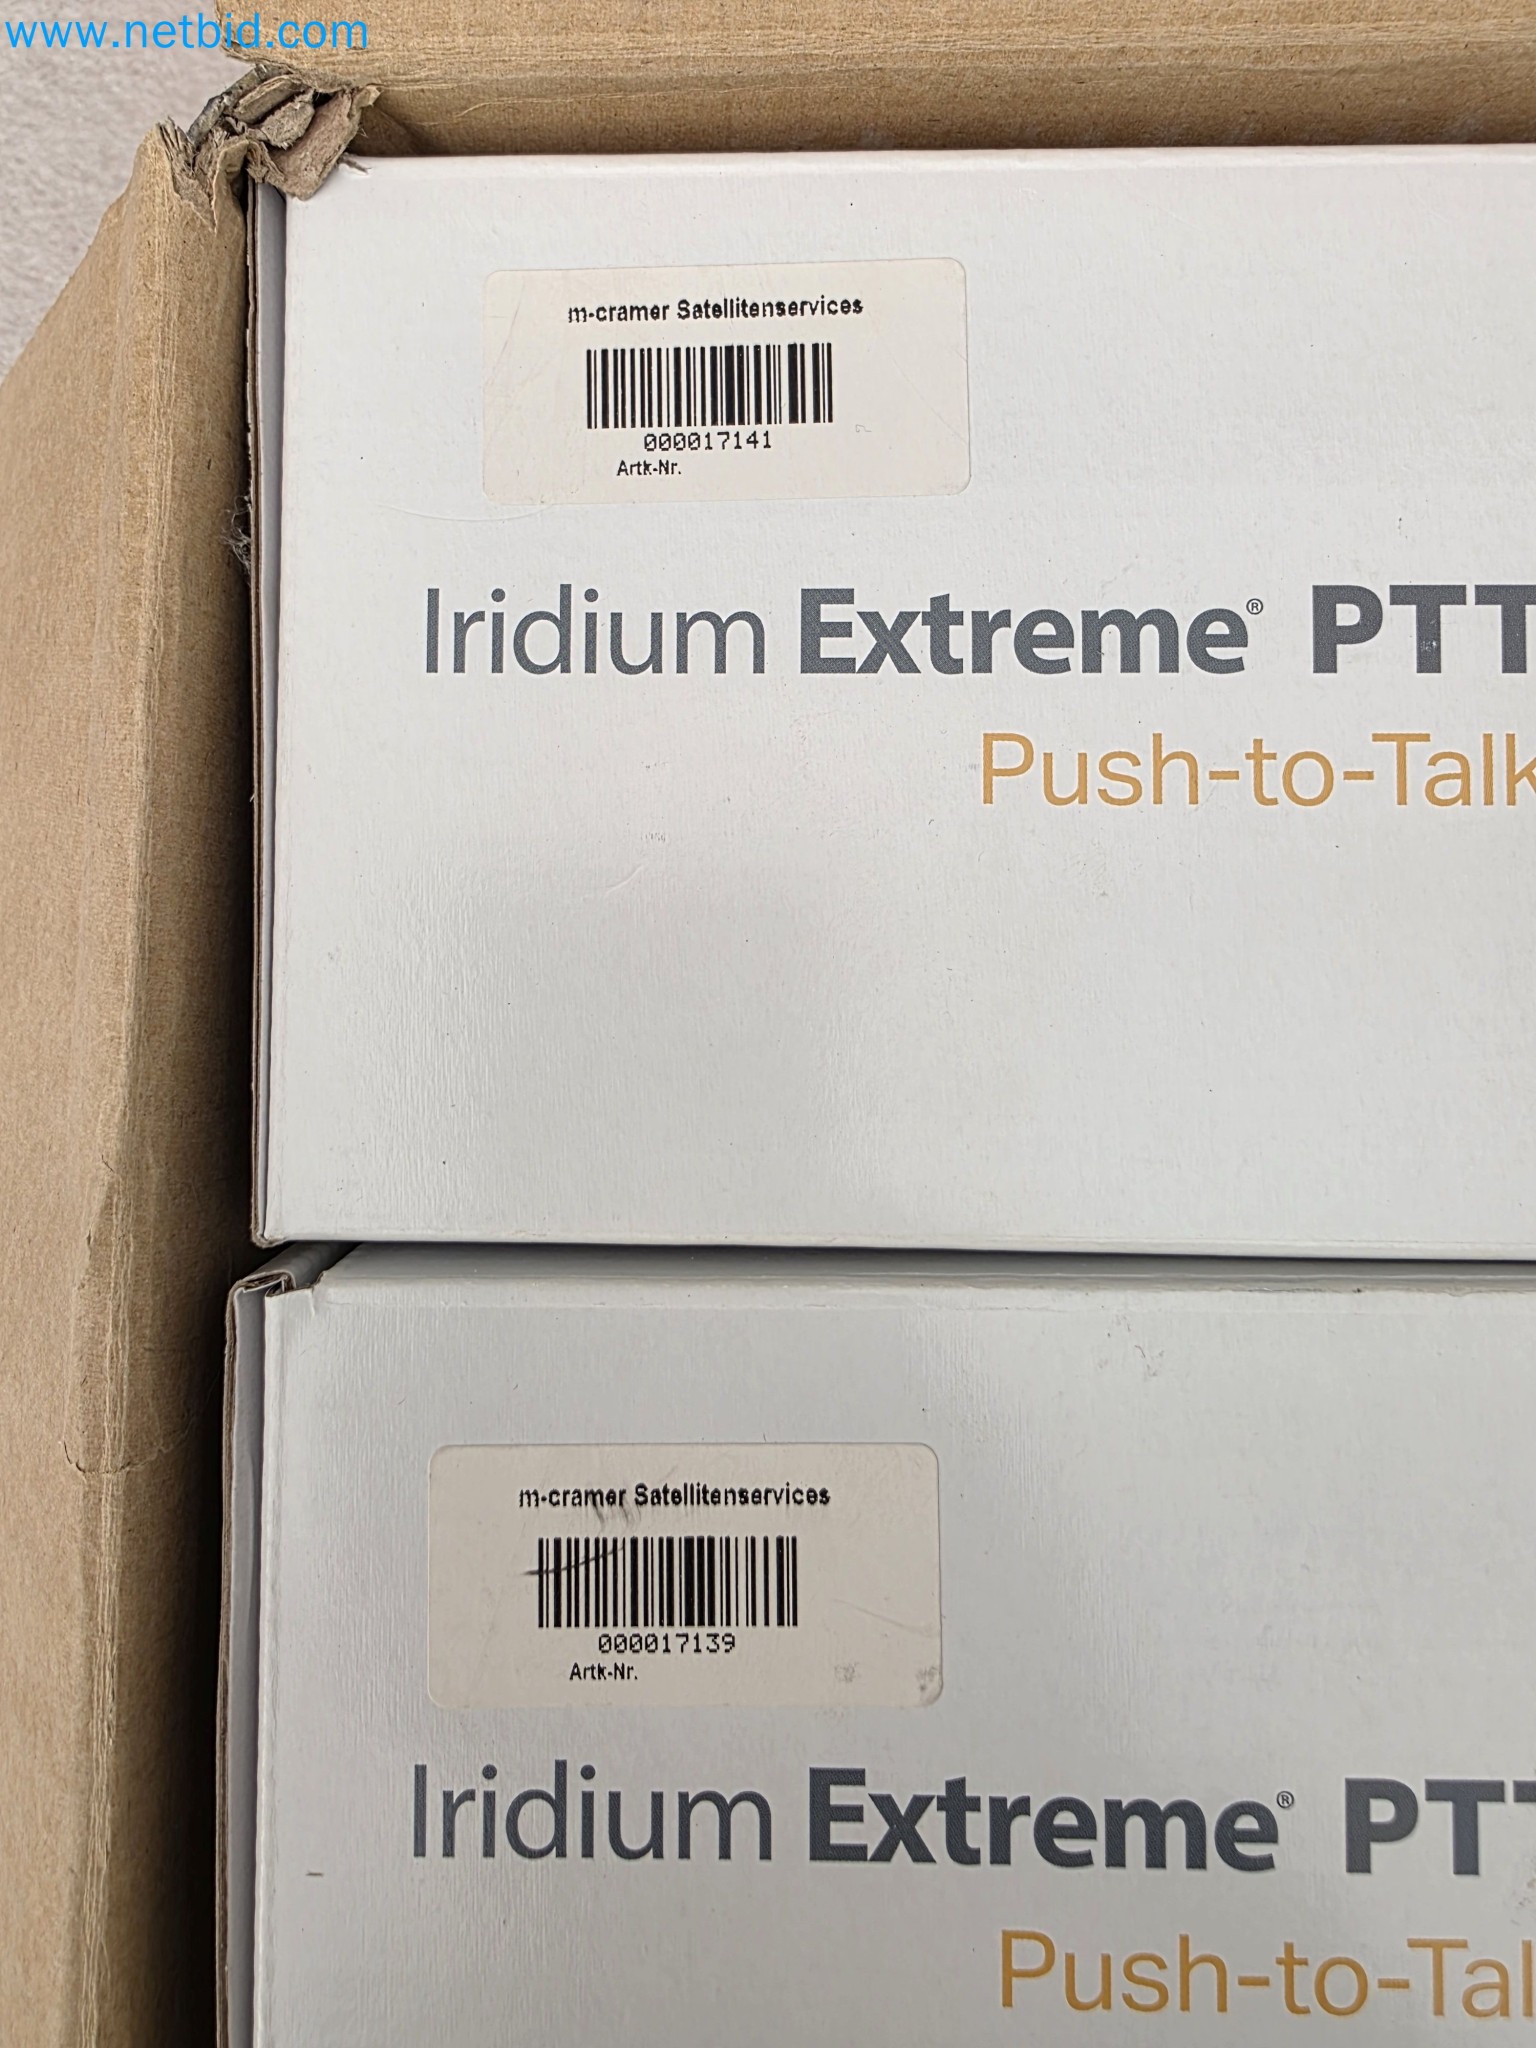 www.netbid.com
m-cramer Satellitenservices
000017141
Artk-Nr.
Iridium Extreme® PTT
Push-to-Talk
m-cramer Satellitenservices
000017139
Artk-Nr.
Iridium Extreme® PTT
Push-to-Tal